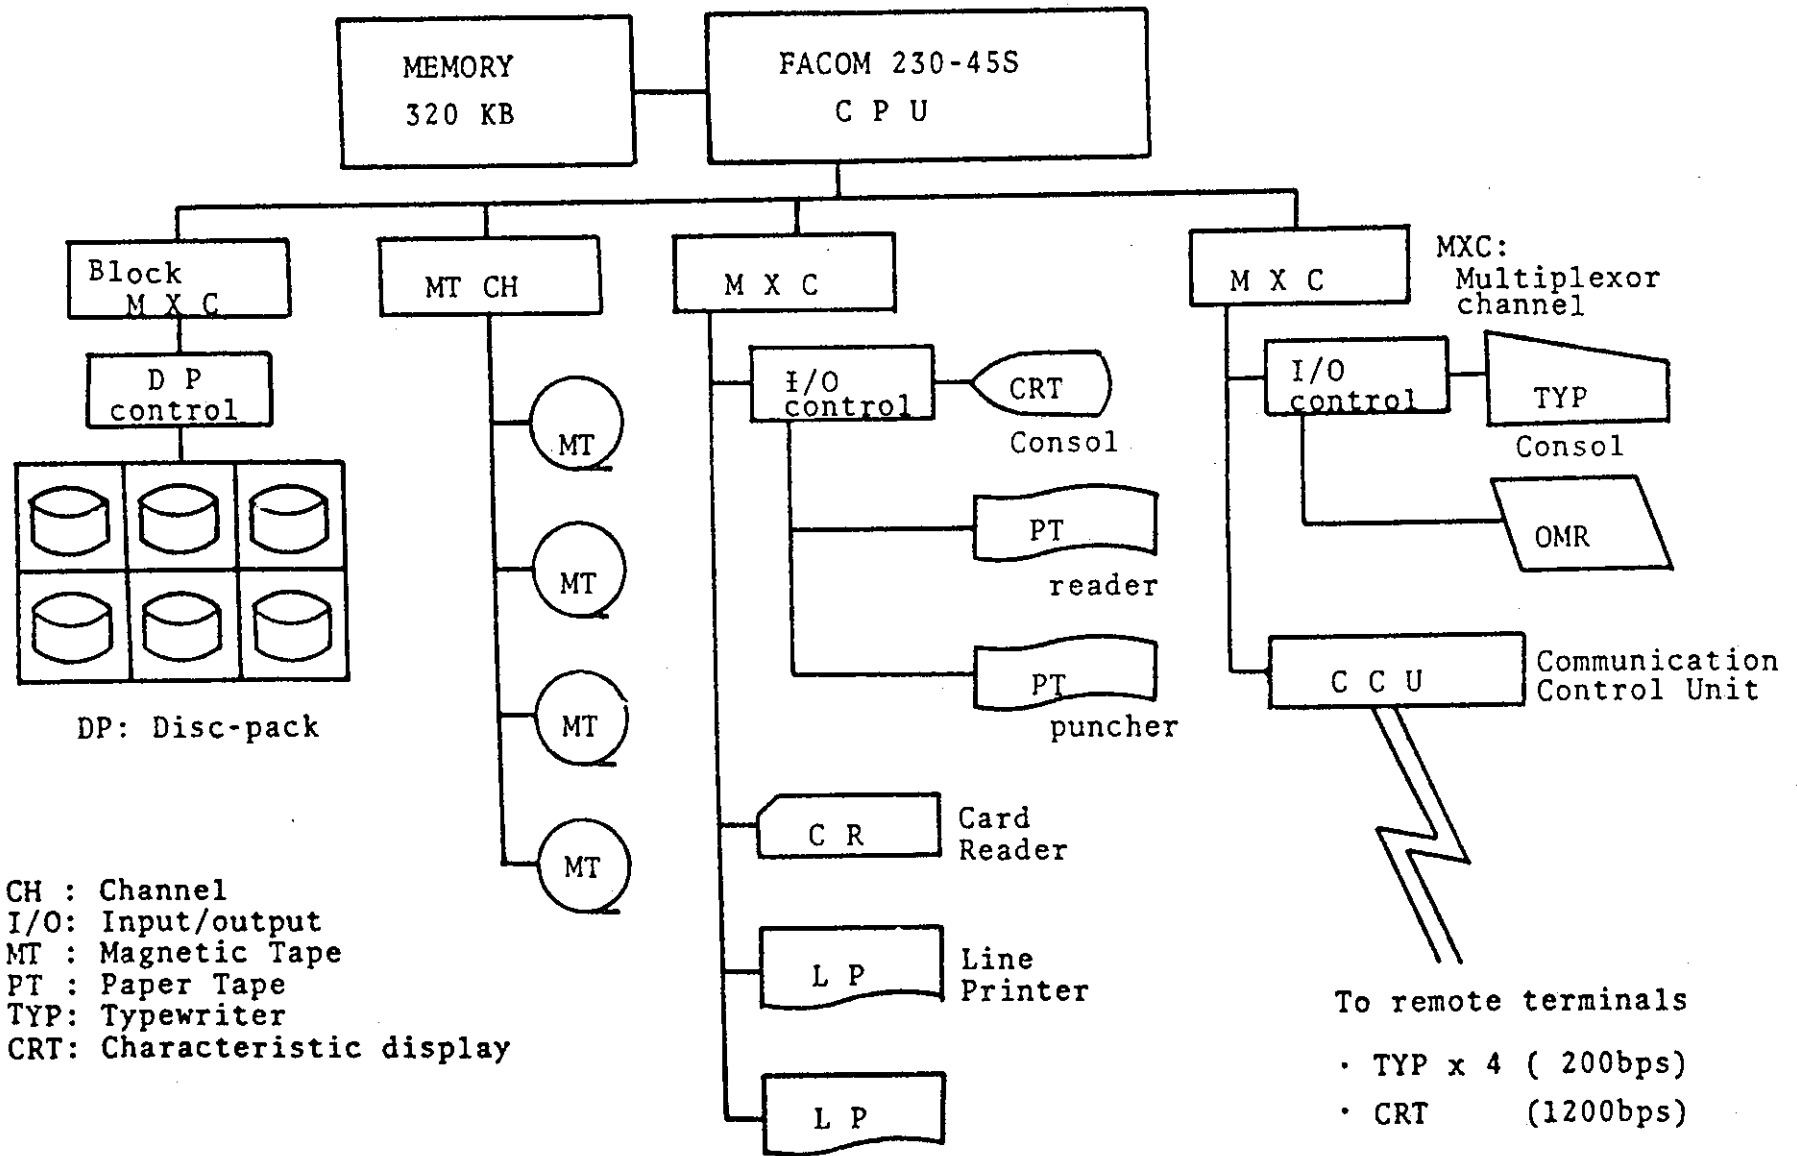 MEMORY
320 KB
FACOM 230-45S
C P U
Block
M X C
D P
control
DP: Disc-pack
MT CH
MT
MT
MT
MT
M X C
I/O
control
CRT
Consol
PT
reader
PT
puncher
C R
Card
Reader
L P
Line
Printer
L P
M X C
MXC:
Multiplexor
channel
I/O
control
TYP
Consol
OMR
C C U
Communication
Control Unit
To remote terminals
· TYP x 4 ( 200bps)
· CRT (1200bps)
CH : Channel
I/O: Input/output
MT : Magnetic Tape
PT : Paper Tape
TYP: Typewriter
CRT: Characteristic display